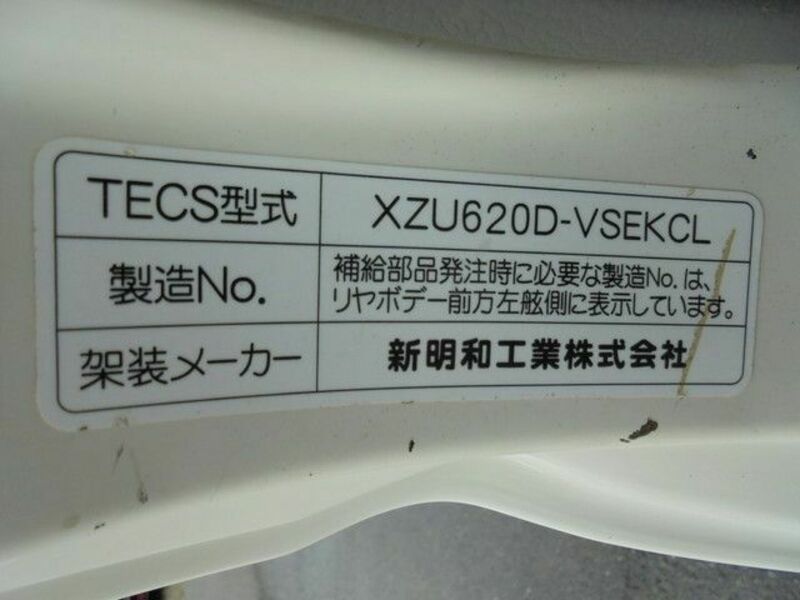 TECS型式 XZU620D-VSEKCL
製造No. 補給部品発注時に必要な製造No.は、
リヤボデー前方左舷側に表示しています。
架装メーカー 新明和工業株式会社